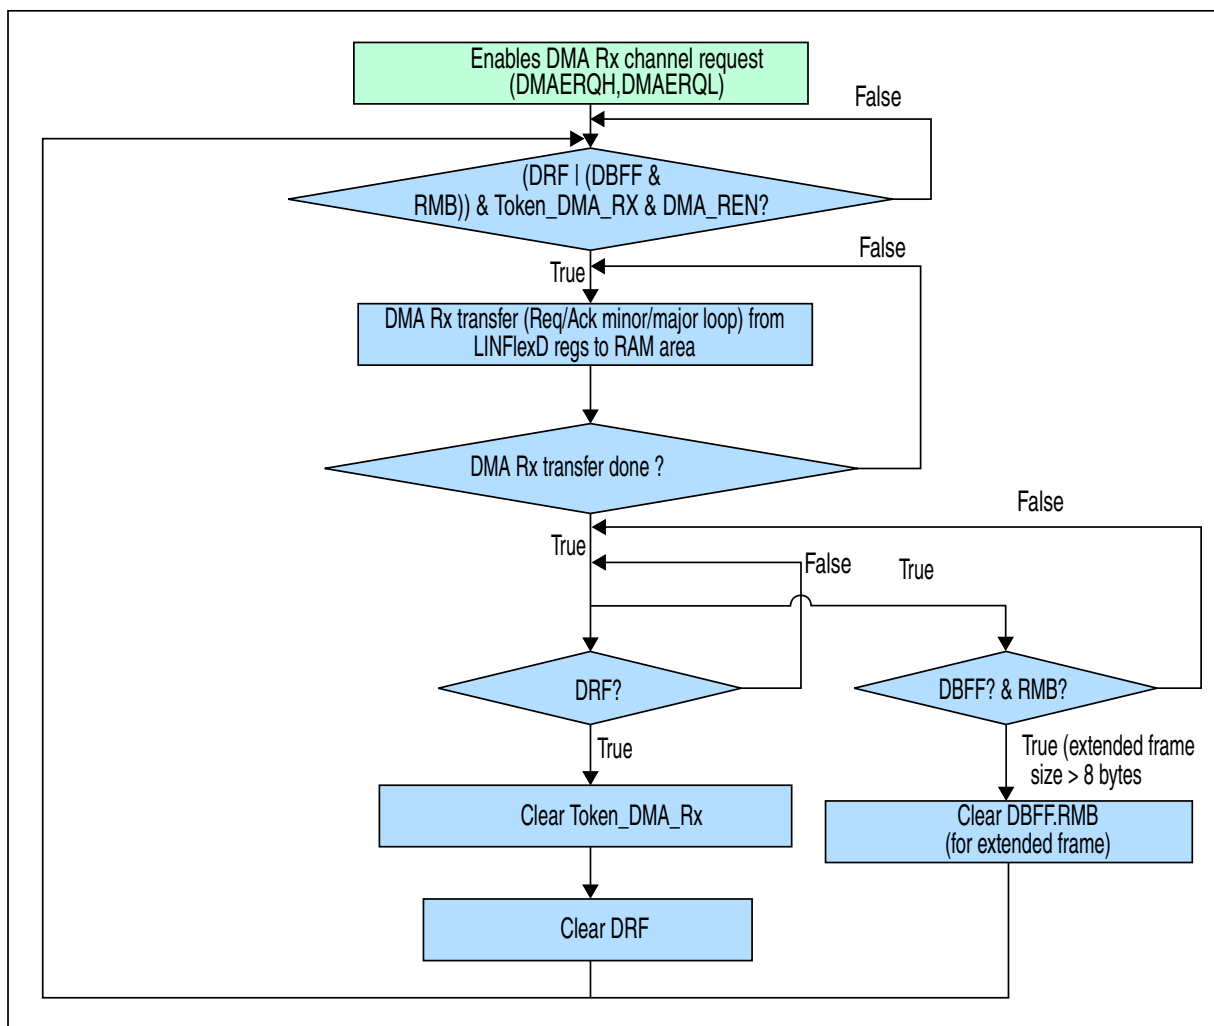 Enables DMA Rx channel request
(DMAERQH,DMAERQL)
False
(DRF | (DBFF &
RMB)) & Token_DMA_RX & DMA_REN?
False
True
DMA Rx transfer (Req/Ack minor/major loop) from
LINFlexD regs to RAM area
DMA Rx transfer done ?
False
True
False
True
DRF?
DBFF? & RMB?
True
True (extended frame
size > 8 bytes
Clear Token_DMA_Rx
Clear DBFF.RMB
(for extended frame)
Clear DRF